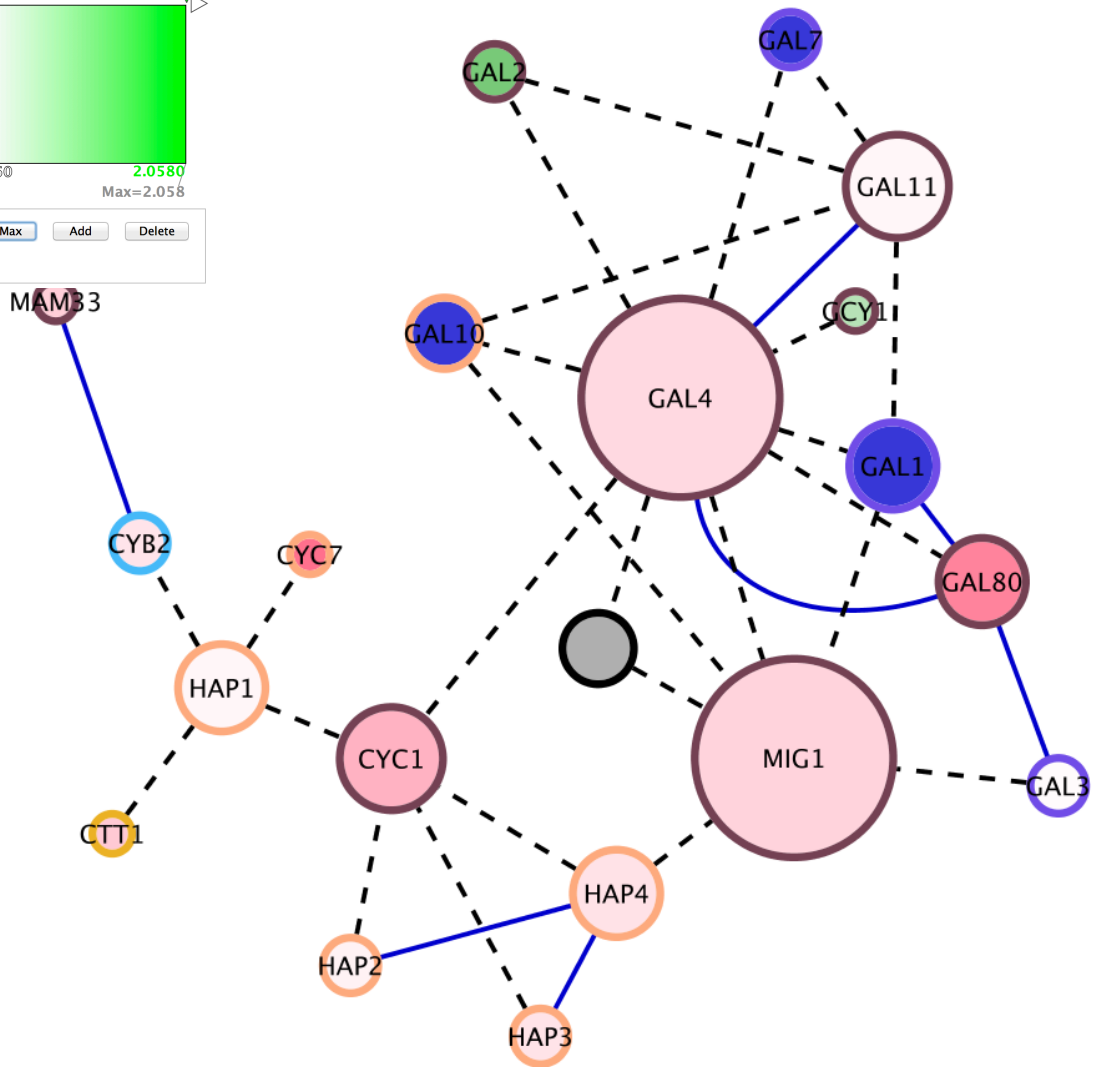 2.0580
Max=2.058
Max
Add
Delete
GAL7
GAL2
GAL11
MAM33
GCY1
GAL10
GAL4
GAL1
CYB2
CYC7
GAL80
HAP1
CYC1
MIG1
GAL3
CTT1
HAP4
HAP2
HAP3